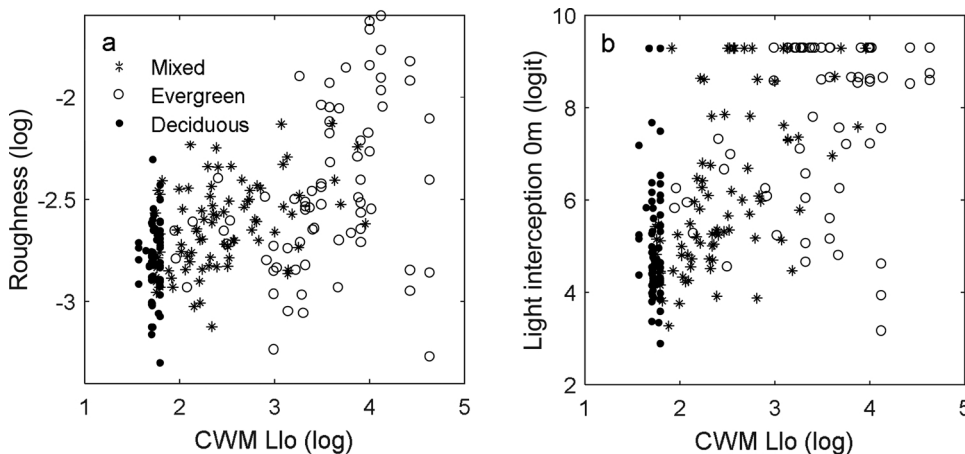 a
* Mixed
○ Evergreen
• Deciduous
-2
-2.5
-3
Roughness (log)
1 2 3 4 5
CWM Llo (log)
b
10
8
6
4
2
Light interception 0m (logit)
1 2 3 4 5
CWM Llo (log)